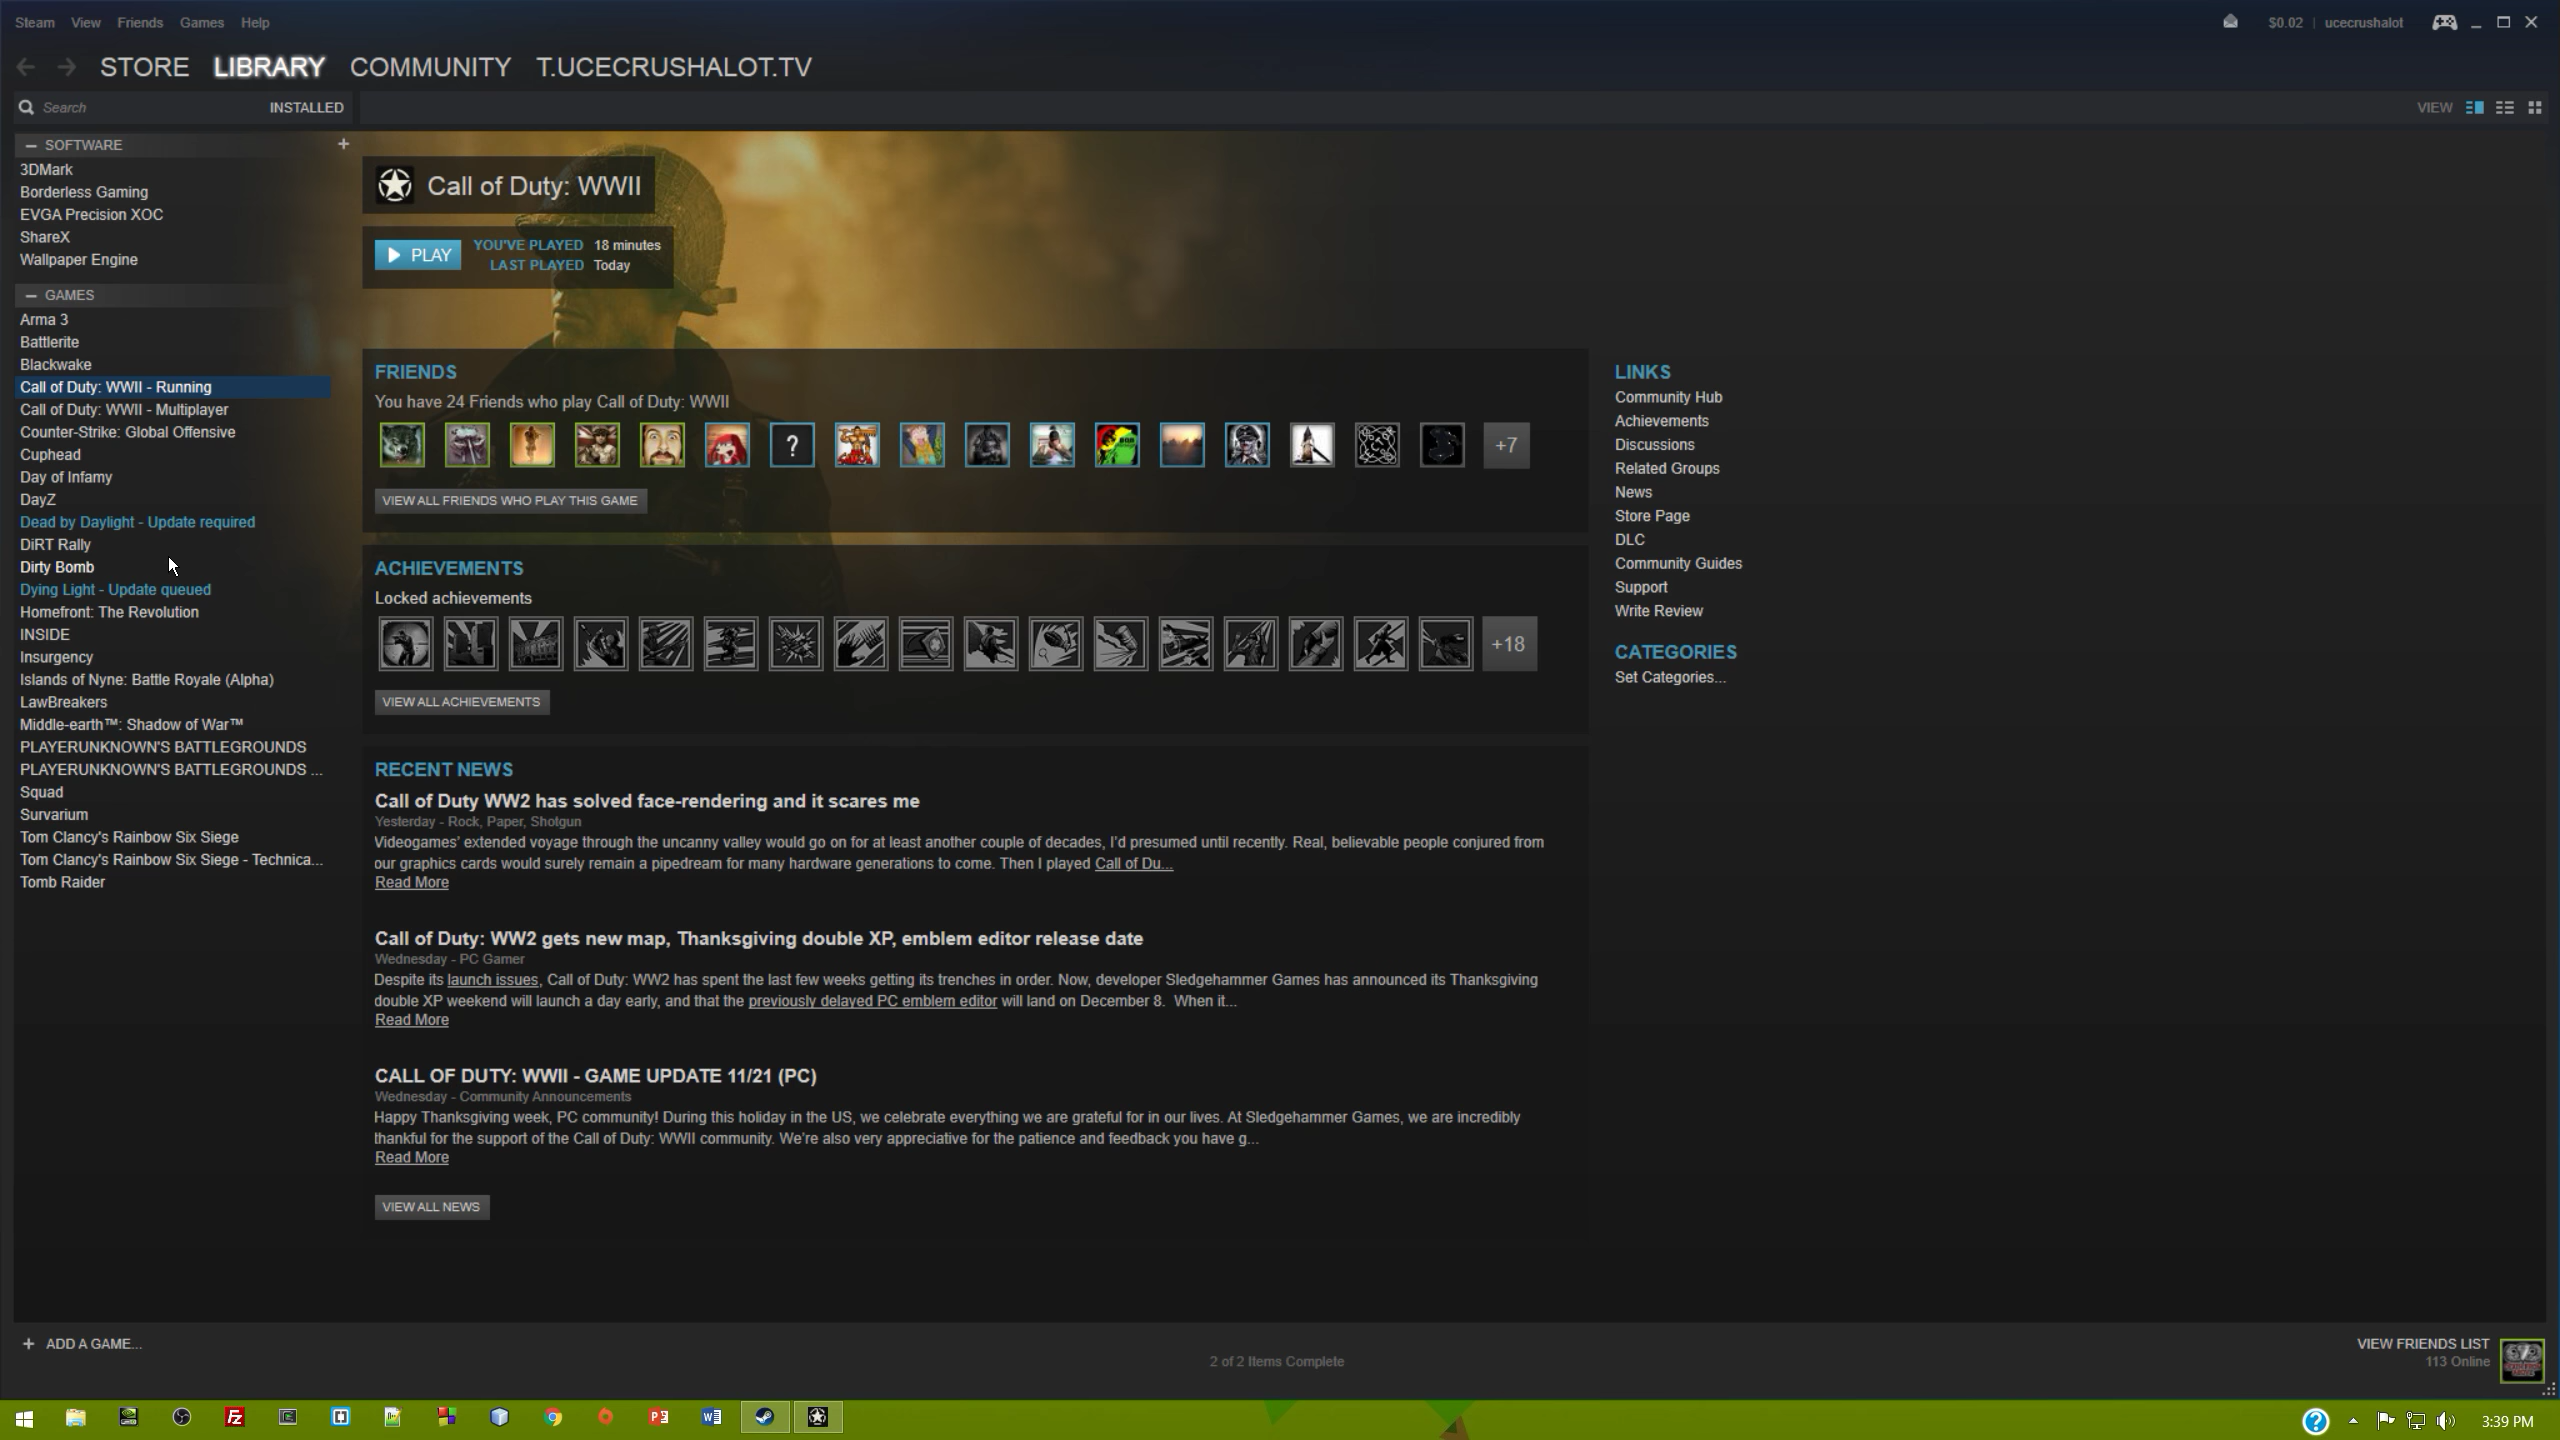 Steam View Friends Games Help
$0.02 | ucecrushalot
STORE LIBRARY COMMUNITY T.UCECRUSHALOT.TV
Search INSTALLED
VIEW
— SOFTWARE +
3DMark
Borderless Gaming
EVGA Precision XOC
ShareX
Wallpaper Engine
— GAMES
Arma 3
Battlerite
Blackwake
Call of Duty: WWII - Running
Call of Duty: WWII - Multiplayer
Counter-Strike: Global Offensive
Cuphead
Day of Infamy
DayZ
Dead by Daylight - Update required
DiRT Rally
Dirty Bomb
Dying Light - Update queued
Homefront: The Revolution
INSIDE
Insurgency
Islands of Nyne: Battle Royale (Alpha)
LawBreakers
Middle-earth™: Shadow of War™
PLAYERUNKNOWN'S BATTLEGROUNDS
PLAYERUNKNOWN'S BATTLEGROUNDS ...
Squad
Survarium
Tom Clancy's Rainbow Six Siege
Tom Clancy's Rainbow Six Siege - Technica...
Tomb Raider
Call of Duty: WWII
PLAY
YOU'VE PLAYED 18 minutes
LAST PLAYED Today
FRIENDS
You have 24 Friends who play Call of Duty: WWII
?
+7
VIEW ALL FRIENDS WHO PLAY THIS GAME
ACHIEVEMENTS
Locked achievements
+18
VIEW ALL ACHIEVEMENTS
RECENT NEWS
Call of Duty WW2 has solved face-rendering and it scares me
Yesterday - Rock, Paper, Shotgun
Videogames' extended voyage through the uncanny valley would go on for at least another couple of decades, I'd presumed until recently. Real, believable people conjured from
our graphics cards would surely remain a pipedream for many hardware generations to come. Then I played Call of Du...
Read More
Call of Duty: WW2 gets new map, Thanksgiving double XP, emblem editor release date
Wednesday - PC Gamer
Despite its launch issues, Call of Duty: WW2 has spent the last few weeks getting its trenches in order. Now, developer Sledgehammer Games has announced its Thanksgiving
double XP weekend will launch a day early, and that the previously delayed PC emblem editor will land on December 8. When it...
Read More
CALL OF DUTY: WWII - GAME UPDATE 11/21 (PC)
Wednesday - Community Announcements
Happy Thanksgiving week, PC community! During this holiday in the US, we celebrate everything we are grateful for in our lives. At Sledgehammer Games, we are incredibly
thankful for the support of the Call of Duty: WWII community. We're also very appreciative for the patience and feedback you have g...
Read More
VIEW ALL NEWS
LINKS
Community Hub
Achievements
Discussions
Related Groups
News
Store Page
DLC
Community Guides
Support
Write Review
CATEGORIES
Set Categories...
+ ADD A GAME...
2 of 2 Items Complete
VIEW FRIENDS LIST
113 Online
3:39 PM